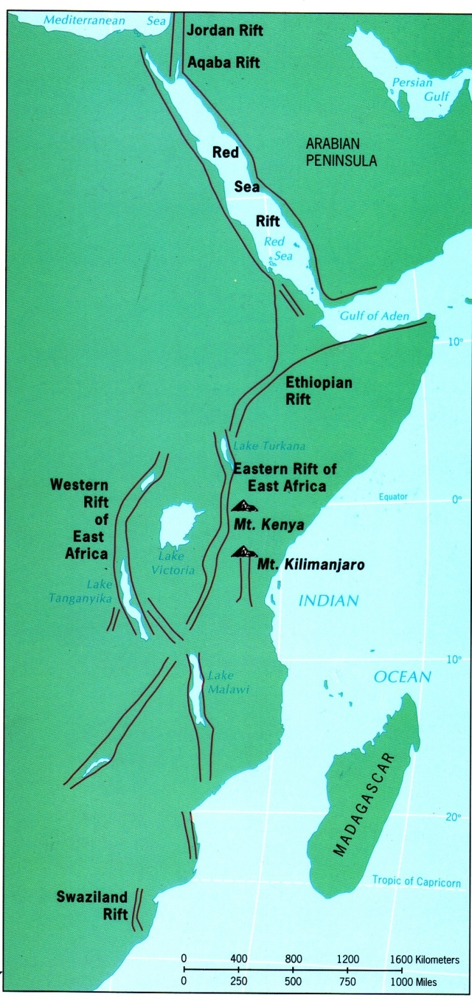 Mediterranean Sea
Jordan Rift
Aqaba Rift
Persian
Gulf
ARABIAN
PENINSULA
Red
Sea
Rift
Red
Sea
Gulf of Aden
10°
Ethiopian
Rift
Lake Turkana
Eastern Rift of
East Africa
Western
Rift
of
East
Africa
Equator
0°
Mt. Kenya
Lake
Victoria
Mt. Kilimanjaro
Lake
Tanganyika
INDIAN
10°
OCEAN
Lake
Malawi
MADAGASCAR
20°
Tropic of Capricorn
Swaziland
Rift
0 400 800 1200 1600 Kilometers
0 250 500 750 1000 Miles